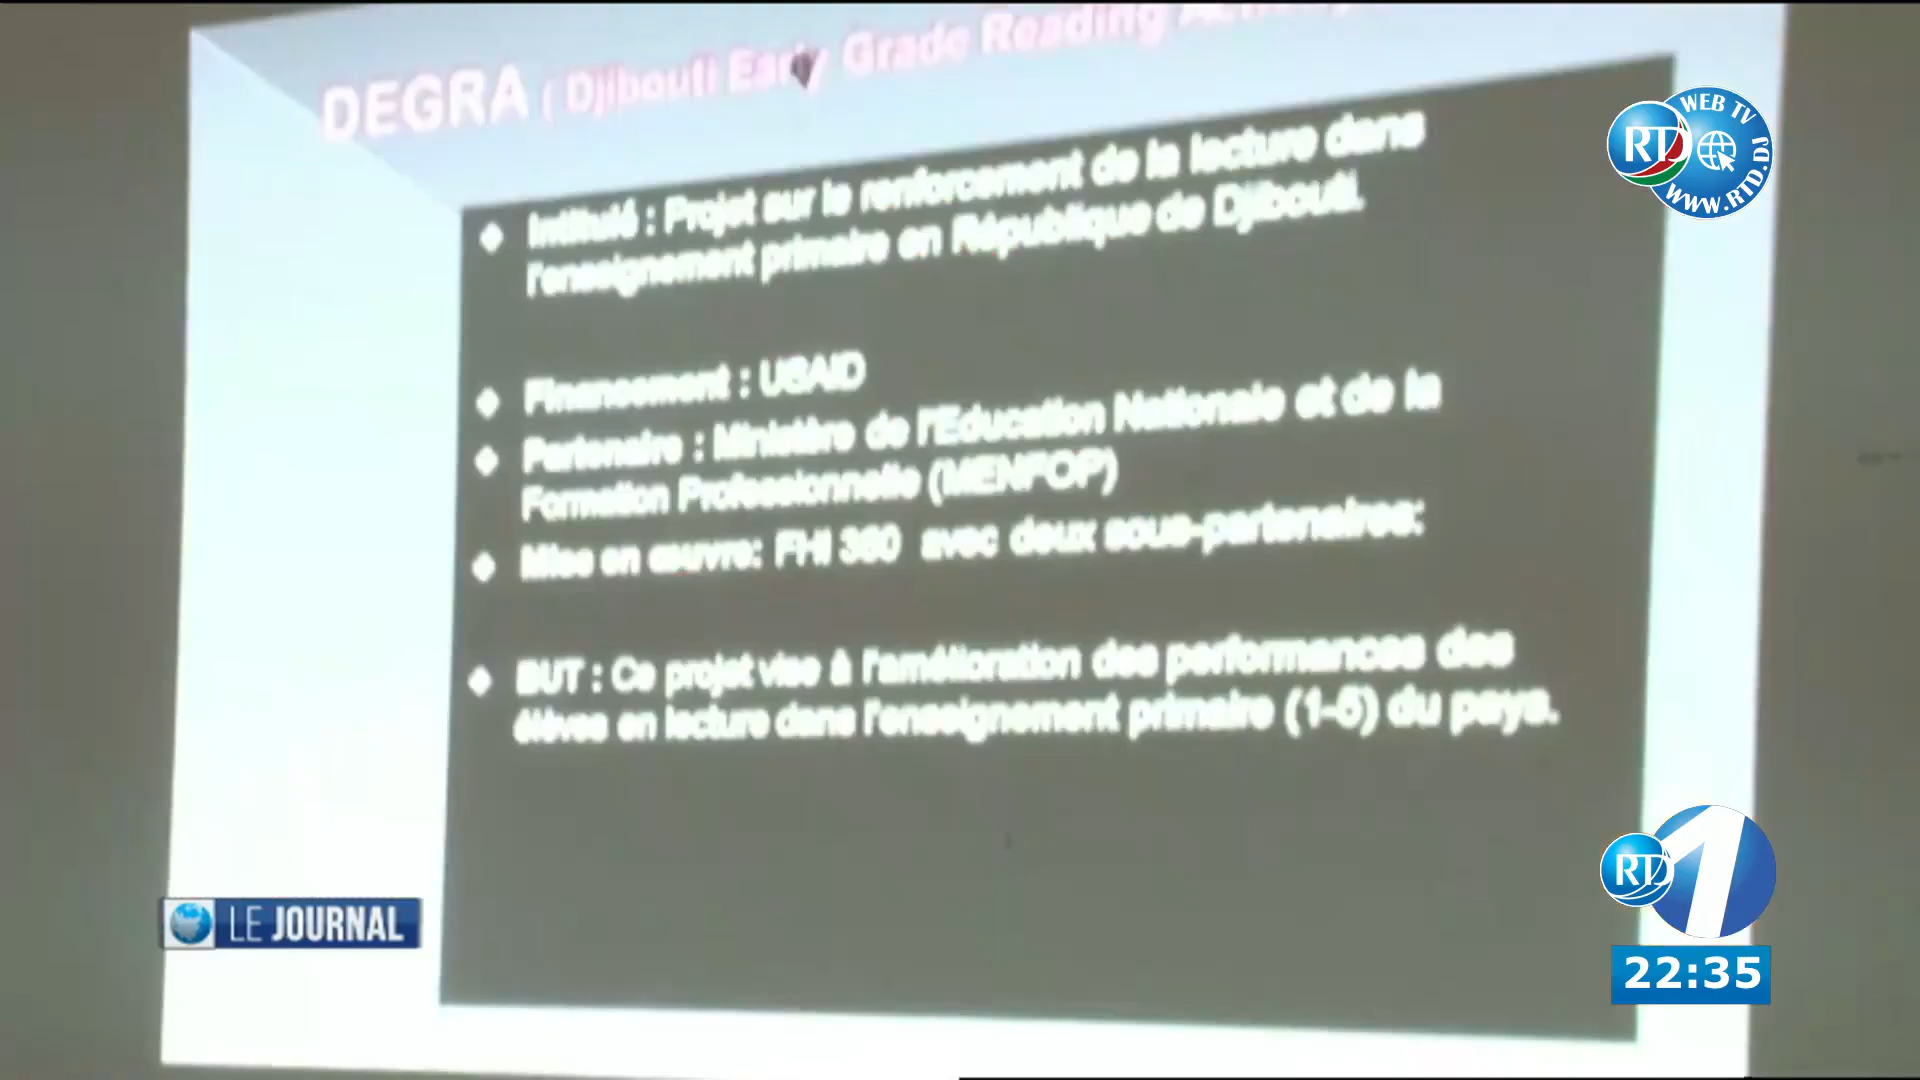 DEGRA ( Djibouti Early Grade Reading
Intitulé : Projet sur le renforcement de la lecture dans
l'enseignement primaire en République de Djibouti.
Financement : USAID
Partenaire : Ministère de l'Education Nationale et de la
Formation Professionnelle (MENFOP)
Mise en œuvre: FHI 360 avec deux sous-partenaires:
BUT : Ce projet vise à l'amélioration des performances des
élèves en lecture dans l'enseignement primaire (1-5) du pays.
WEB TV
RTD
WWW.RTD.DJ
LE JOURNAL
RTD
1
22:35